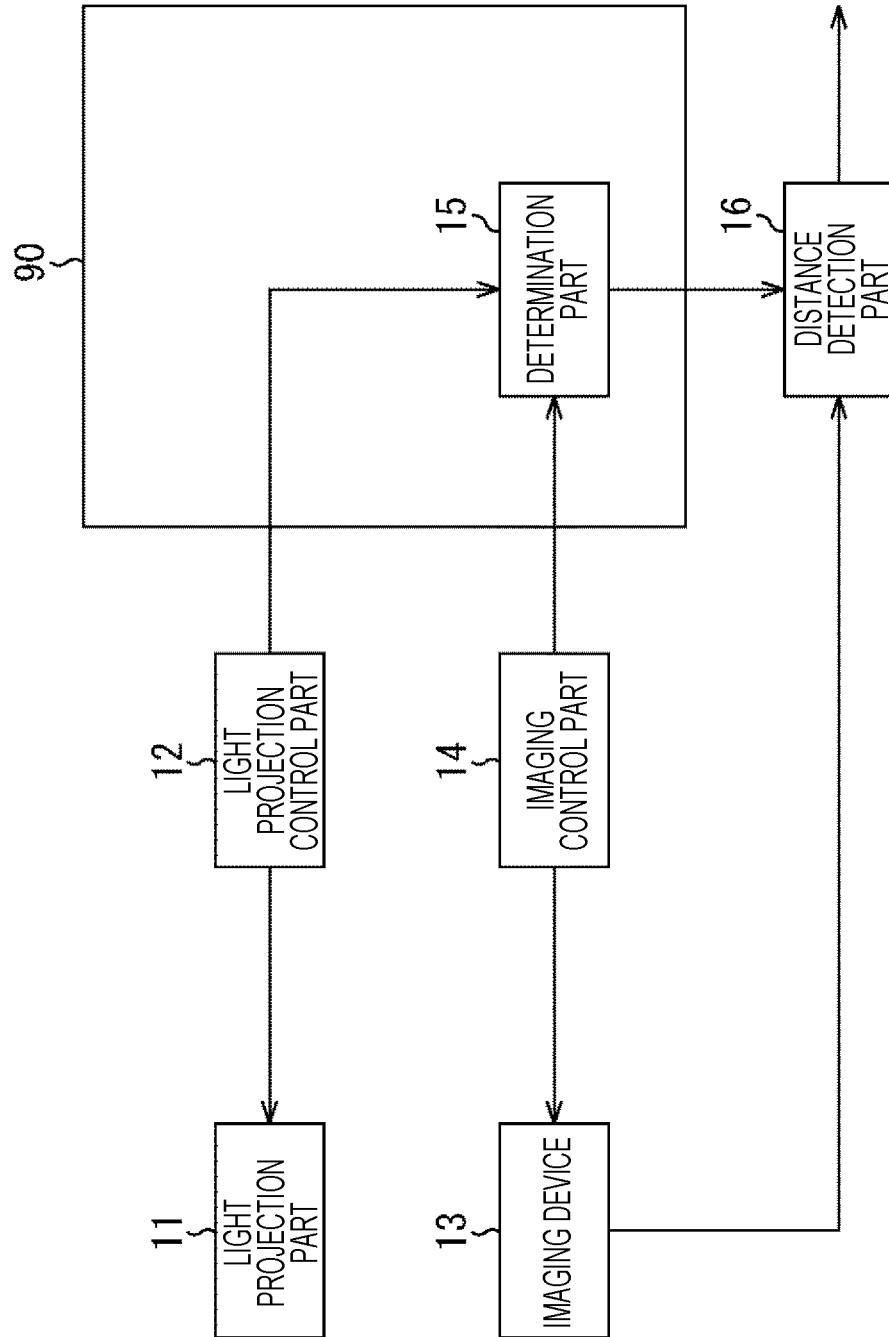 11
LIGHT
PROJECTION
PART
12
LIGHT
PROJECTION
CONTROL PART
90
13
IMAGING DEVICE
14
IMAGING
CONTROL PART
15
DETERMINATION
PART
16
DISTANCE
DETECTION
PART